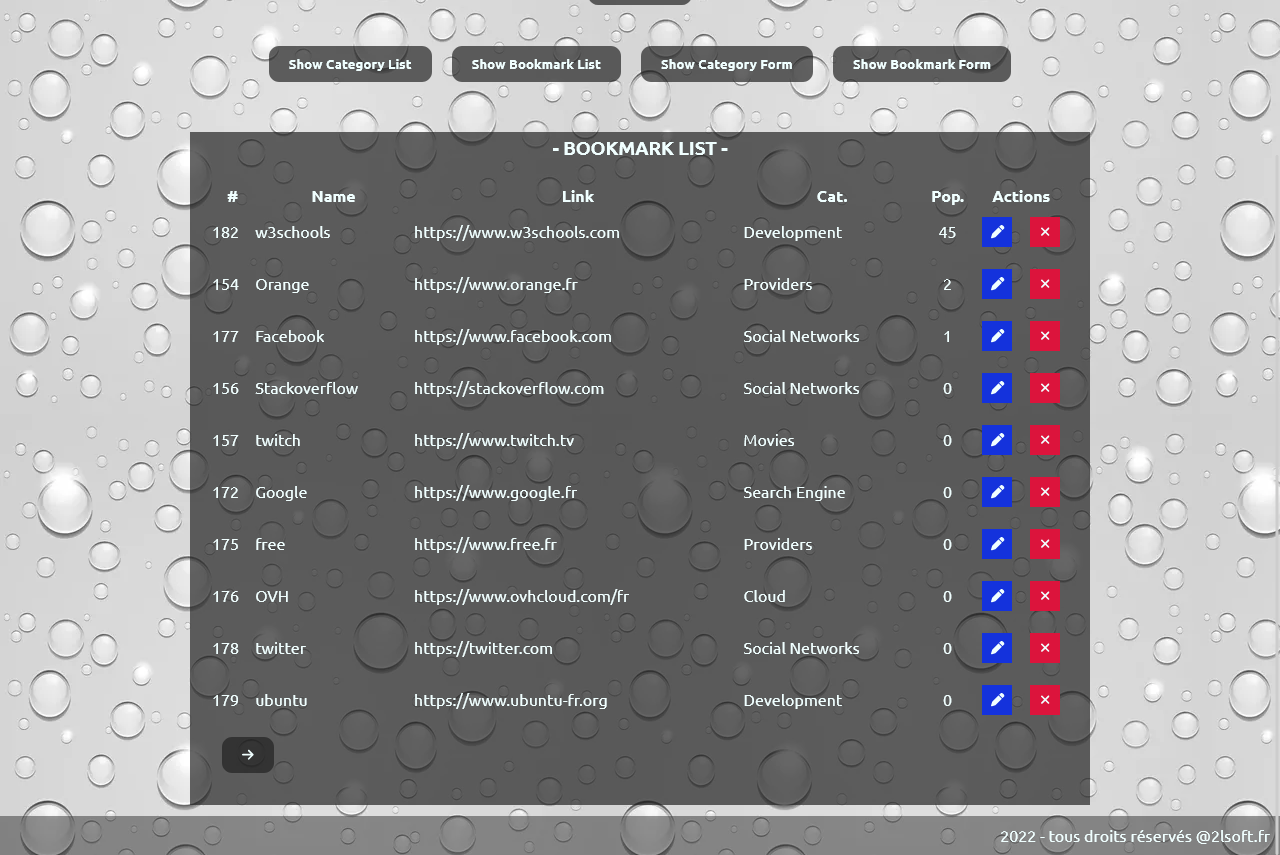 Show Category List Show Bookmark List Show Category Form Show Bookmark Form
- BOOKMARK LIST -
# Name Link Cat. Pop. Actions
182 w3schools https://www.w3schools.com Development 45
154 Orange https://www.orange.fr Providers 2
177 Facebook https://www.facebook.com Social Networks 1
156 Stackoverflow https://stackoverflow.com Social Networks 0
157 twitch https://www.twitch.tv Movies 0
172 Google https://www.google.fr Search Engine 0
175 free https://www.free.fr Providers 0
176 OVH https://www.ovhcloud.com/fr Cloud 0
178 twitter https://twitter.com Social Networks 0
179 ubuntu https://www.ubuntu-fr.org Development 0
2022 - tous droits réservés @2lsoft.fr